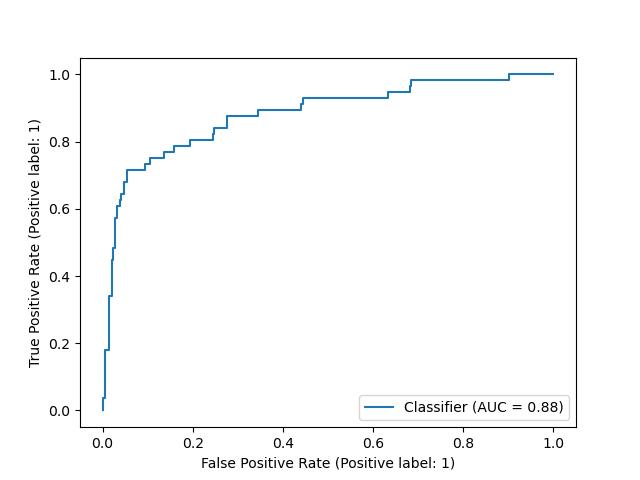 1.0
0.8
0.6
0.4
0.2
0.0
True Positive Rate (Positive label: 1)
Classifier (AUC = 0.88)
0.0 0.2 0.4 0.6 0.8 1.0
False Positive Rate (Positive label: 1)